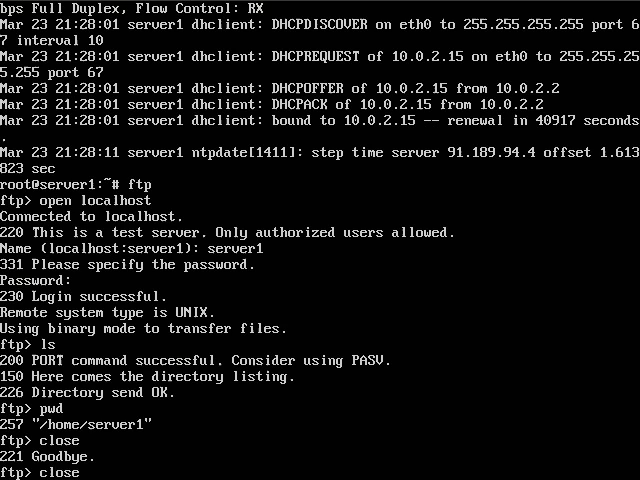 bps Full Duplex, Flow Control: RX
Mar 23 21:28:01 server1 dhclient: DHCPDISCOVER on eth0 to 255.255.255.255 port 6
7 interval 10
Mar 23 21:28:01 server1 dhclient: DHCPREQUEST of 10.0.2.15 on eth0 to 255.255.25
5.255 port 67
Mar 23 21:28:01 server1 dhclient: DHCPOFFER of 10.0.2.15 from 10.0.2.2
Mar 23 21:28:01 server1 dhclient: DHCPACK of 10.0.2.15 from 10.0.2.2
Mar 23 21:28:01 server1 dhclient: bound to 10.0.2.15 -- renewal in 40917 seconds
.
Mar 23 21:28:11 server1 ntpdate[1411]: step time server 91.189.94.4 offset 1.613
823 sec
root@server1:~# ftp
ftp> open localhost
Connected to localhost.
220 This is a test server. Only authorized users allowed.
Name (localhost:server1): server1
331 Please specify the password.
Password:
230 Login successful.
Remote system type is UNIX.
Using binary mode to transfer files.
ftp> ls
200 PORT command successful. Consider using PASV.
150 Here comes the directory listing.
226 Directory send OK.
ftp> pwd
257 "/home/server1"
ftp> close
221 Goodbye.
ftp> close